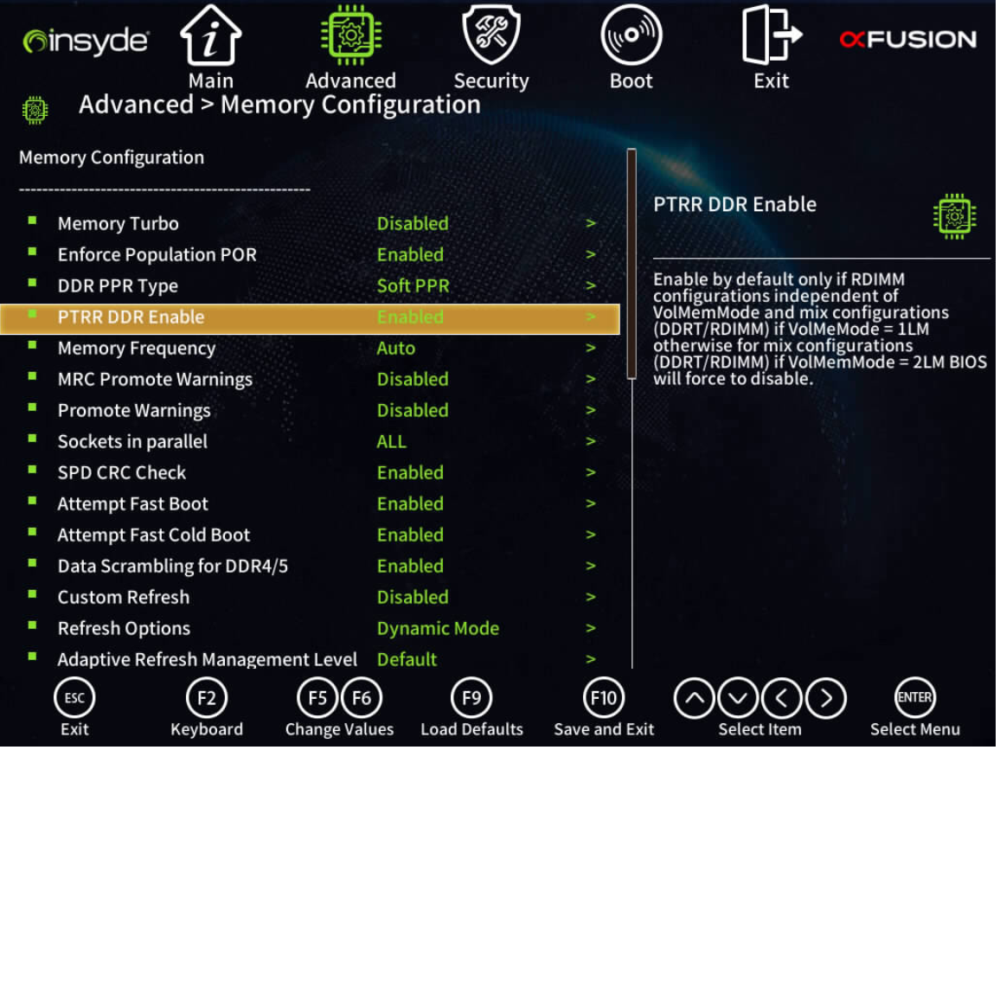 insyde
Main
Advanced
Security
Boot
Exit
αFUSION
Advanced > Memory Configuration
Memory Configuration
--------------------------------------------------
Memory Turbo Disabled >
Enforce Population POR Enabled >
DDR PPR Type Soft PPR >
PTRR DDR Enable Enabled >
Memory Frequency Auto >
MRC Promote Warnings Disabled >
Promote Warnings Disabled >
Sockets in parallel ALL >
SPD CRC Check Enabled >
Attempt Fast Boot Enabled >
Attempt Fast Cold Boot Enabled >
Data Scrambling for DDR4/5 Enabled >
Custom Refresh Disabled >
Refresh Options Dynamic Mode >
Adaptive Refresh Management Level Default >
PTRR DDR Enable
Enable by default only if RDIMM
configurations independent of
VolMemMode and mix configurations
(DDRT/RDIMM) if VolMeMode = 1LM
otherwise for mix configurations
(DDRT/RDIMM) if VolMemMode = 2LM BIOS
will force to disable.
ESC F2 F5 F6 F9 F10 ENTER
Exit Keyboard Change Values Load Defaults Save and Exit Select Item Select Menu